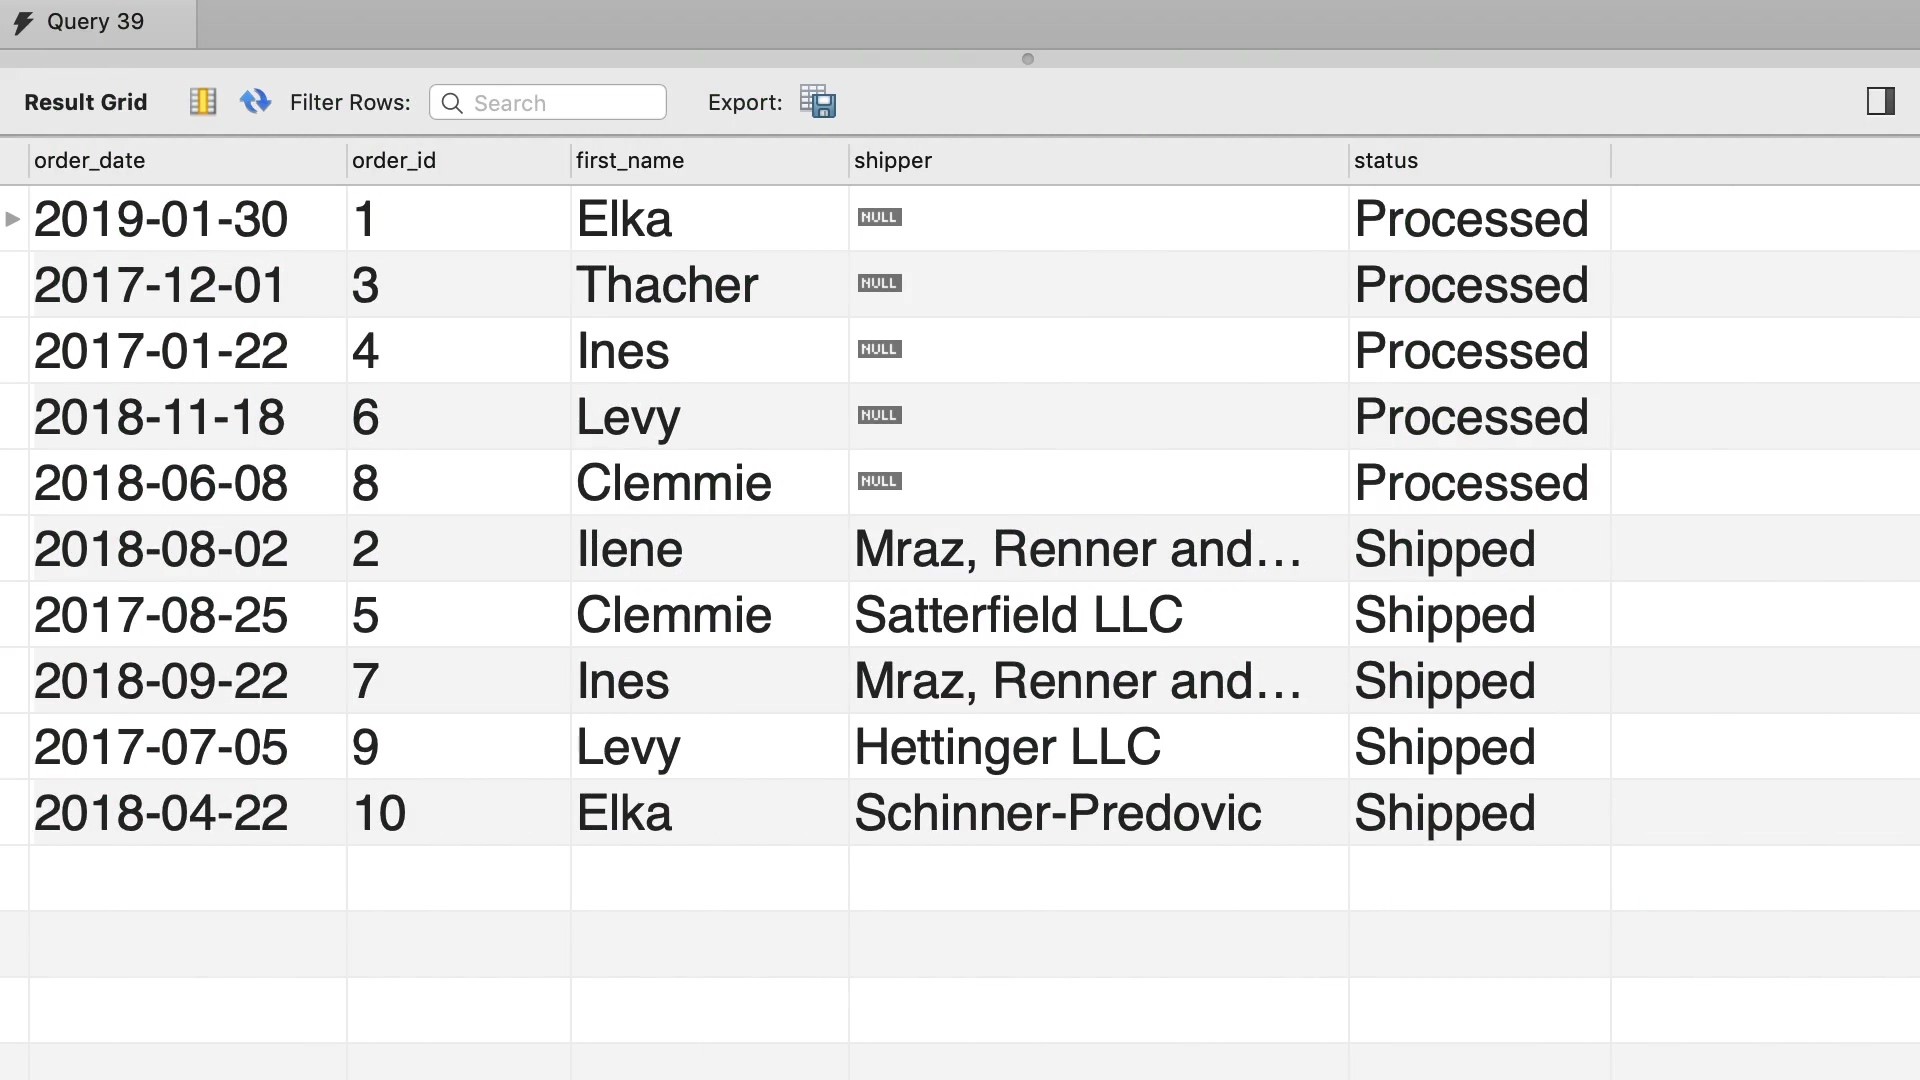 Query 39
Result Grid Filter Rows: Search Export:
order_date order_id first_name shipper status
2019-01-30 1 Elka NULL Processed
2017-12-01 3 Thacher NULL Processed
2017-01-22 4 Ines NULL Processed
2018-11-18 6 Levy NULL Processed
2018-06-08 8 Clemmie NULL Processed
2018-08-02 2 Ilene Mraz, Renner and... Shipped
2017-08-25 5 Clemmie Satterfield LLC Shipped
2018-09-22 7 Ines Mraz, Renner and... Shipped
2017-07-05 9 Levy Hettinger LLC Shipped
2018-04-22 10 Elka Schinner-Predovic Shipped